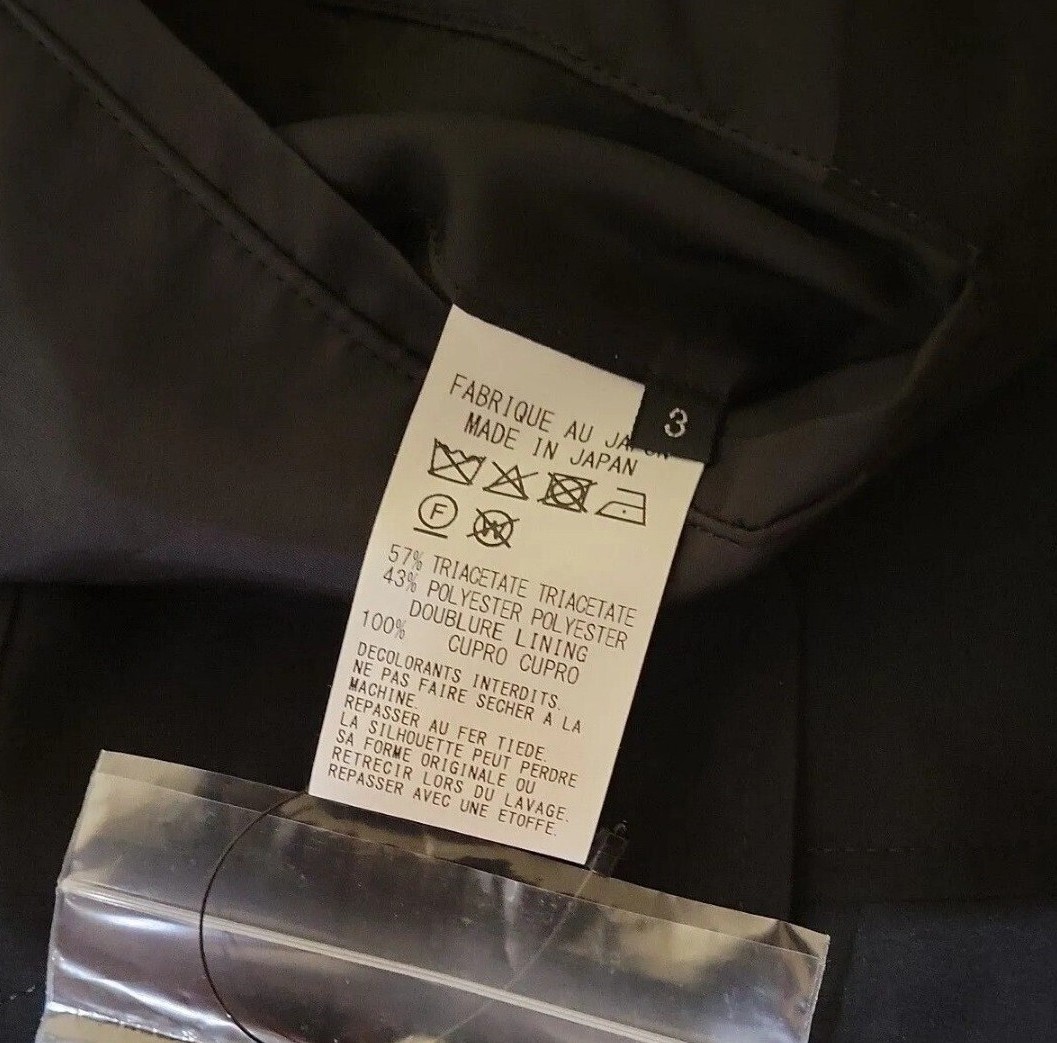 FABRIQUE AU
3
MADE IN JAPAN
F
W
57% TRIACETATE TRIACETATE
43% POLYESTER POLYESTER
DOUBLURE LINING
100% CUPRO CUPRO
DECOLORANTS INTERDITS.
NE PAS FAIRE SECHER A LA
MACHINE.
REPASSER AU FER TIEDE.
LA SILHOUETTE PEUT PERDRE
SA FORME ORIGINALE OU
RETRECIR LORS DU LAVAGE.
REPASSER AVEC UNE ETOFFE.